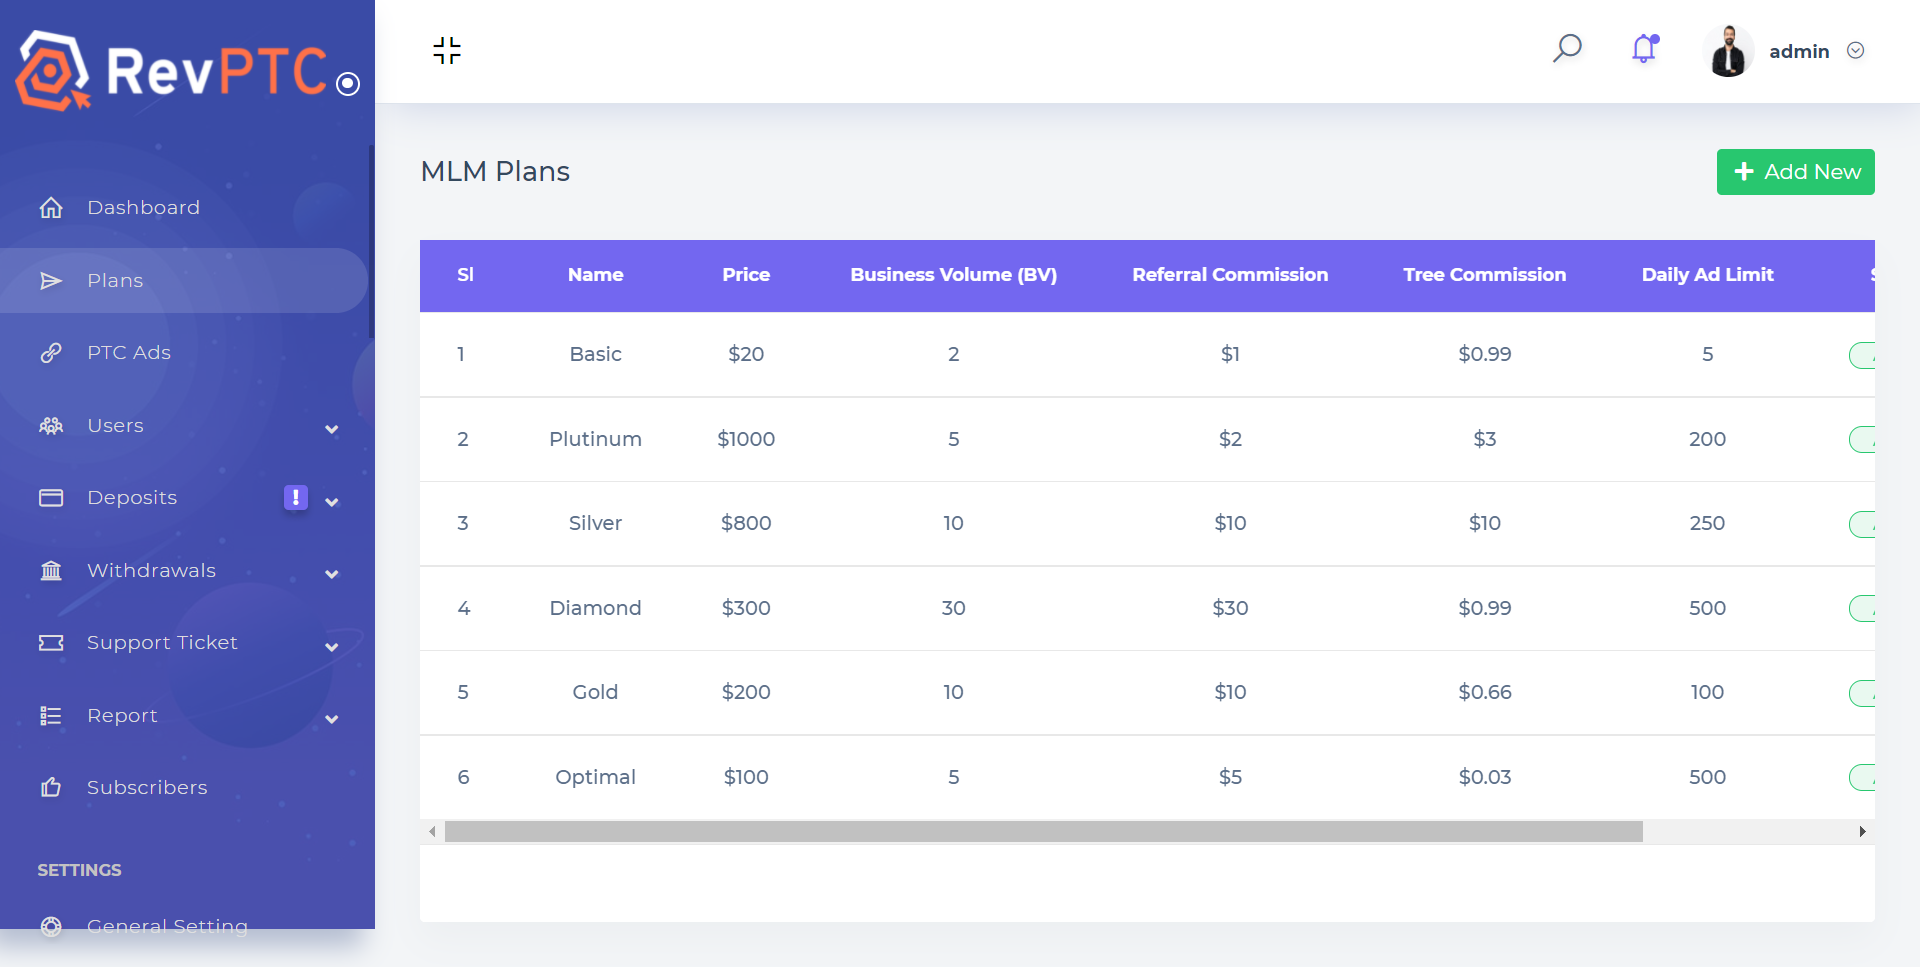 RevPTC
admin
Dashboard
Plans
PTC Ads
Users
Deposits
Withdrawals
Support Ticket
Report
Subscribers
SETTINGS
General Setting
MLM Plans
Add New
Sl Name Price Business Volume (BV) Referral Commission Tree Commission Daily Ad Limit
1 Basic $20 2 $1 $0.99 5
2 Plutinum $1000 5 $2 $3 200
3 Silver $800 10 $10 $10 250
4 Diamond $300 30 $30 $0.99 500
5 Gold $200 10 $10 $0.66 100
6 Optimal $100 5 $5 $0.03 500